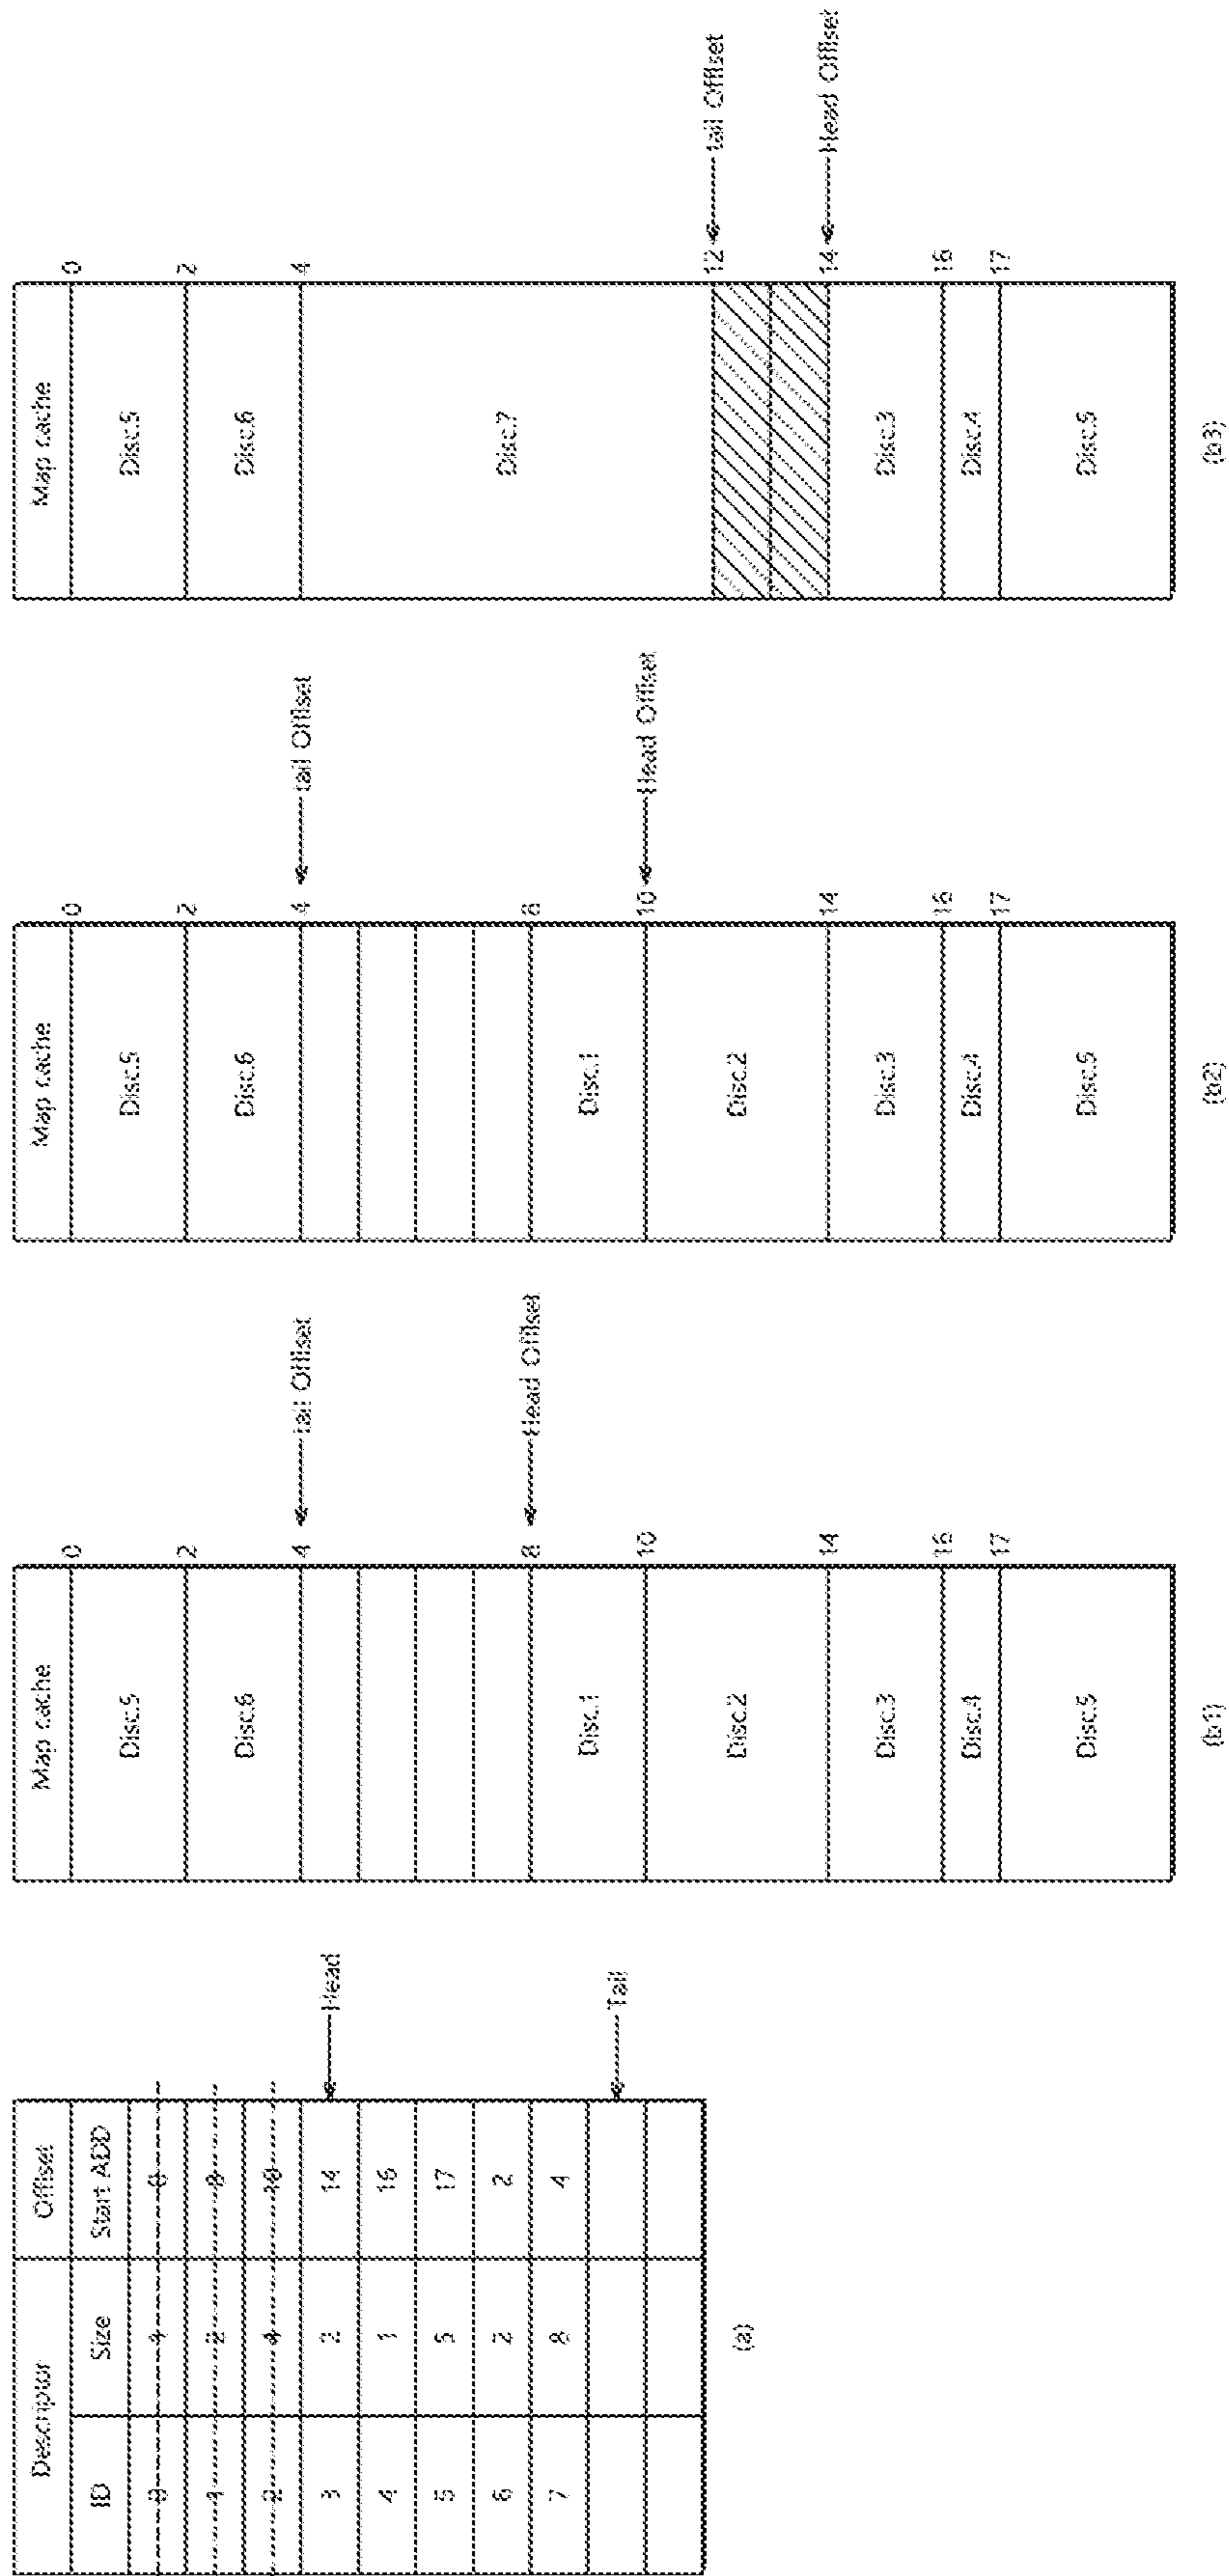 Descriptor Offset
ID Size Start ADD
0
1 2 8
2 4 10
3 2 14
4 1 16
5 5 17
6 2 2
7 8 4
Head
Tail
(a)
Map cache
0
Disc.5
2
Disc.6
4
tail Offset
8
Head Offset
Disc.1
10
Disc.2
14
Disc.3
16
Disc.4
17
Disc.5
(b1)
Map cache
0
Disc.5
2
Disc.6
4
tail Offset
8
Disc.1
10
Head Offset
Disc.2
14
Disc.3
16
Disc.4
17
Disc.5
(b2)
Map cache
0
Disc.5
2
Disc.6
4
Disc.7
12
tail Offset
14
Head Offset
Disc.3
16
Disc.4
17
Disc.5
(b3)